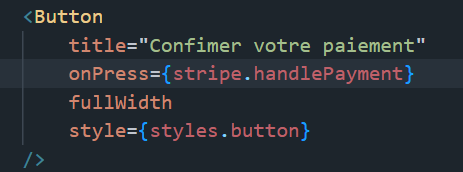 <Button
title="Confimer votre paiement"
onPress={stripe.handlePayment}
fullWidth
style={styles.button}
/>